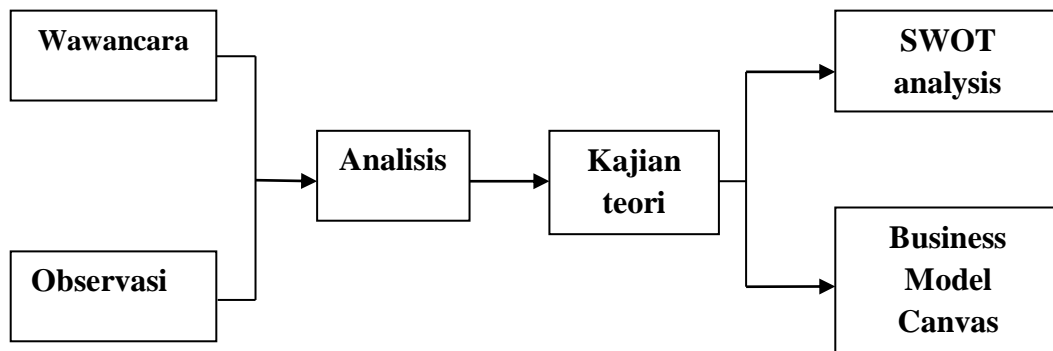 Wawancara
Observasi
Analisis
Kajian
teori
SWOT
analysis
Business
Model
Canvas